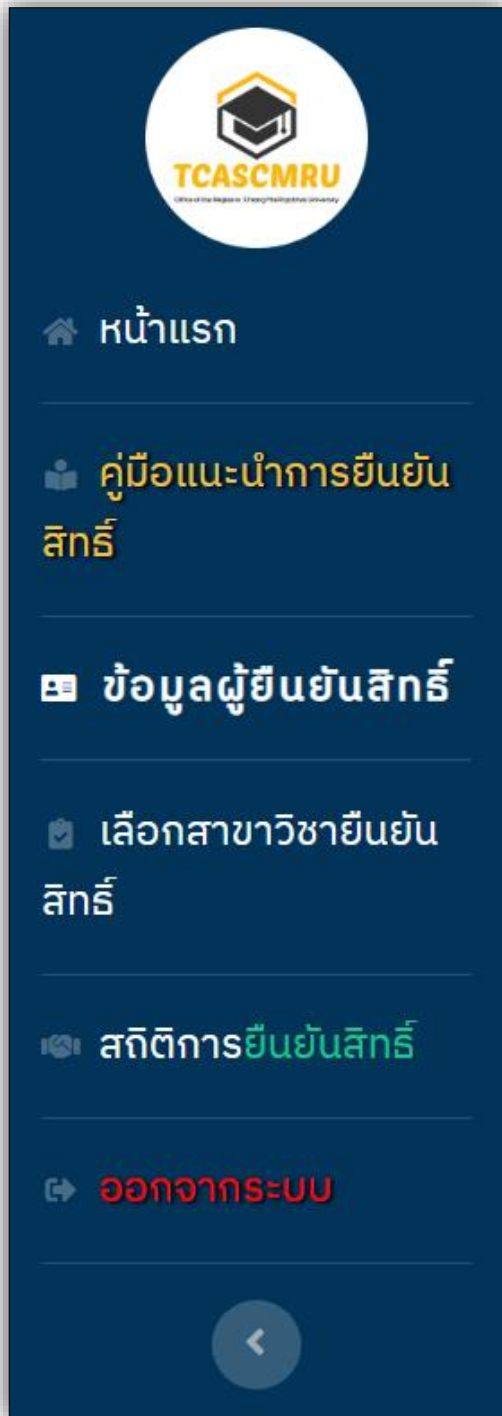 TCASCMRU
หน้าแรก
คู่มือแนะนำการยืนยัน
สิทธิ์
ข้อมูลผู้ยืนยันสิทธิ์
เลือกสาขาวิชายืนยัน
สิทธิ์
สถิติการยืนยันสิทธิ์
ออกจากระบบ